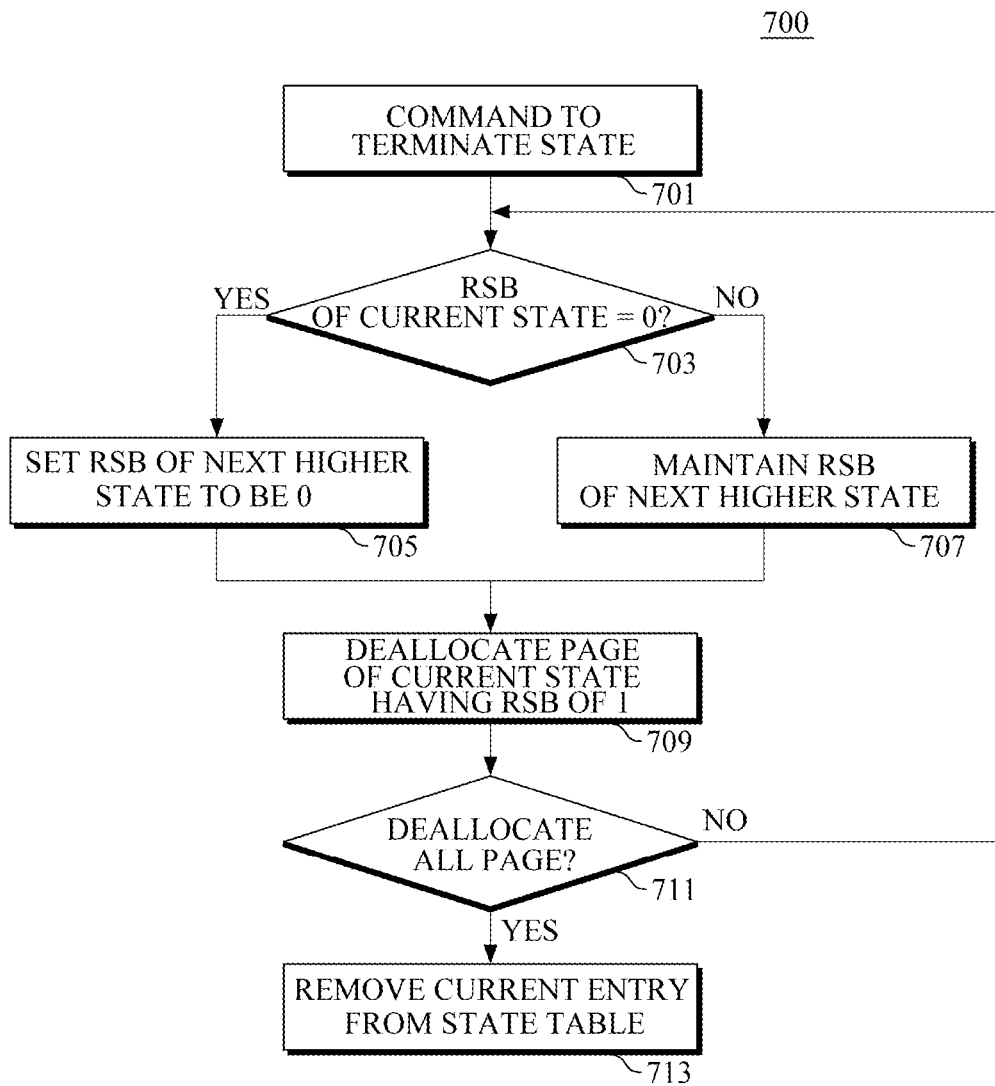 700
COMMAND TO
TERMINATE STATE
701
RSB
OF CURRENT STATE = 0?
YES
NO
703
SET RSB OF NEXT HIGHER
STATE TO BE 0
705
MAINTAIN RSB
OF NEXT HIGHER STATE
707
DEALLOCATE PAGE
OF CURRENT STATE
HAVING RSB OF 1
709
DEALLOCATE
ALL PAGE?
NO
711
YES
REMOVE CURRENT ENTRY
FROM STATE TABLE
713